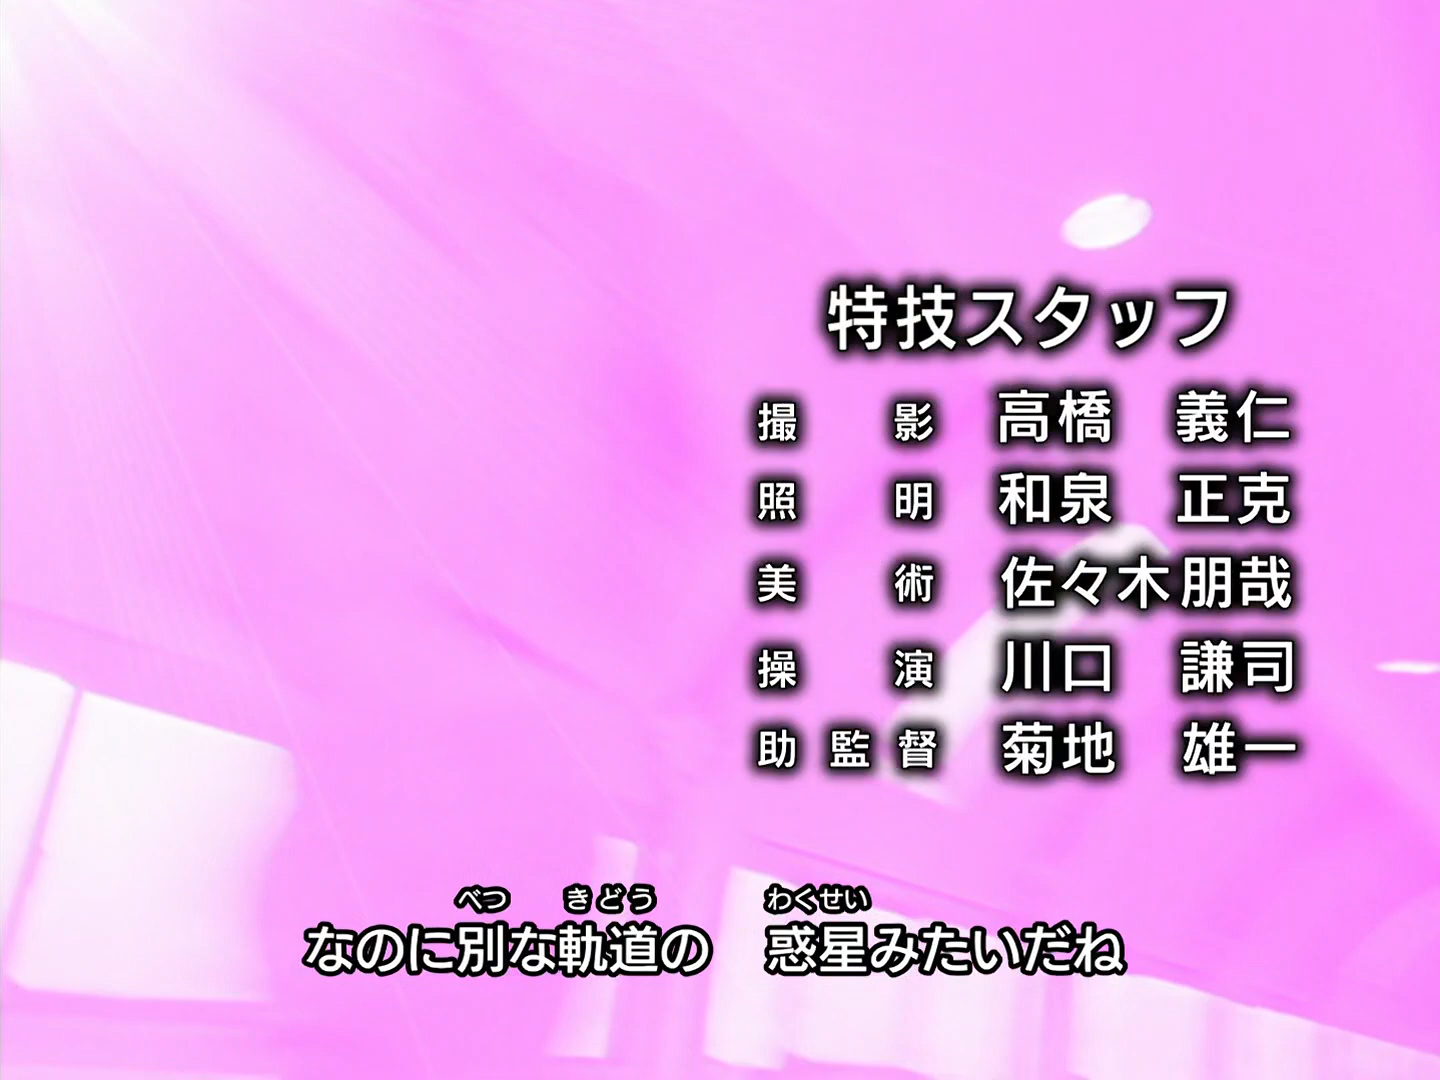 特技スタッフ
撮影 高橋 義仁
照明 和泉 正克
美術 佐々木朋哉
操演 川口 謙司
助監督 菊地 雄一
べつ きどう わくせい
なのに別な軌道の 惑星みたいだね